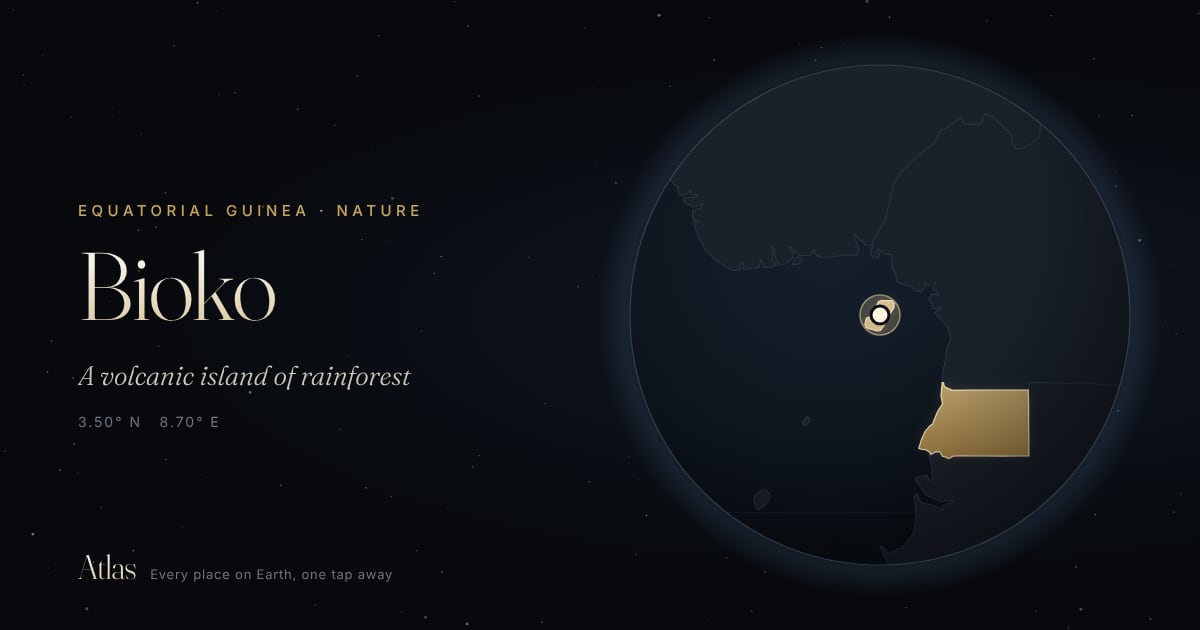 EQUATORIAL GUINEA · NATURE
Bioko
A volcanic island of rainforest
3.50° N 8.70° E
Atlas Every place on Earth, one tap away